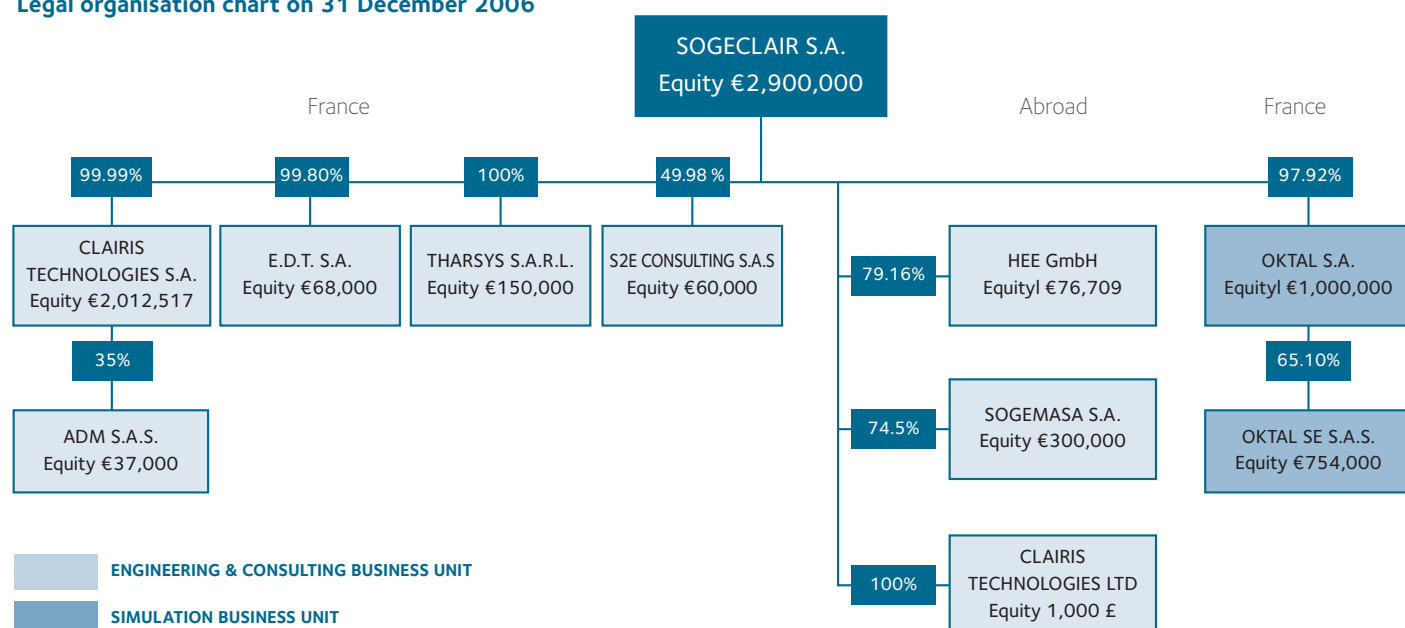 Legal organisation chart on 31 December 2006
SOGECLAIR S.A.
Equity €2,900,000
France
Abroad
France
99.99%
99.80%
100%
49.98 %
97.92%
CLAIRIS
TECHNOLOGIES S.A.
Equity €2,012,517
E.D.T. S.A.
Equity €68,000
THARSYS S.A.R.L.
Equity €150,000
S2E CONSULTING S.A.S
Equity €60,000
79.16%
HEE GmbH
Equityl €76,709
OKTAL S.A.
Equityl €1,000,000
35%
65.10%
ADM S.A.S.
Equity €37,000
74.5%
SOGEMASA S.A.
Equity €300,000
OKTAL SE S.A.S.
Equity €754,000
100%
CLAIRIS
TECHNOLOGIES LTD
Equity 1,000 £
ENGINEERING & CONSULTING BUSINESS UNIT
SIMULATION BUSINESS UNIT